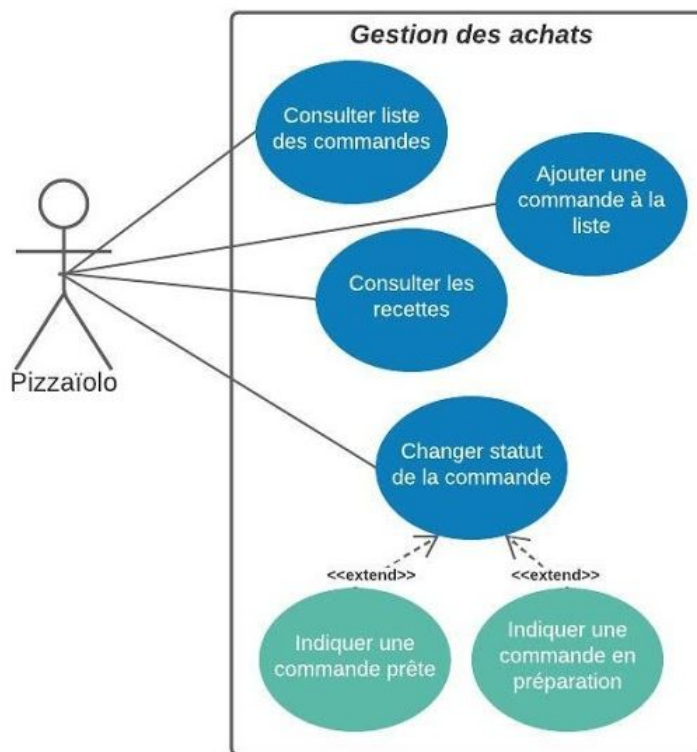 Gestion des achats
Consulter liste
des commandes
Ajouter une
commande à la
liste
Consulter les
recettes
Pizzaïolo
Changer statut
de la commande
<<extend>>
<<extend>>
Indiquer une
commande prête
Indiquer une
commande en
préparation